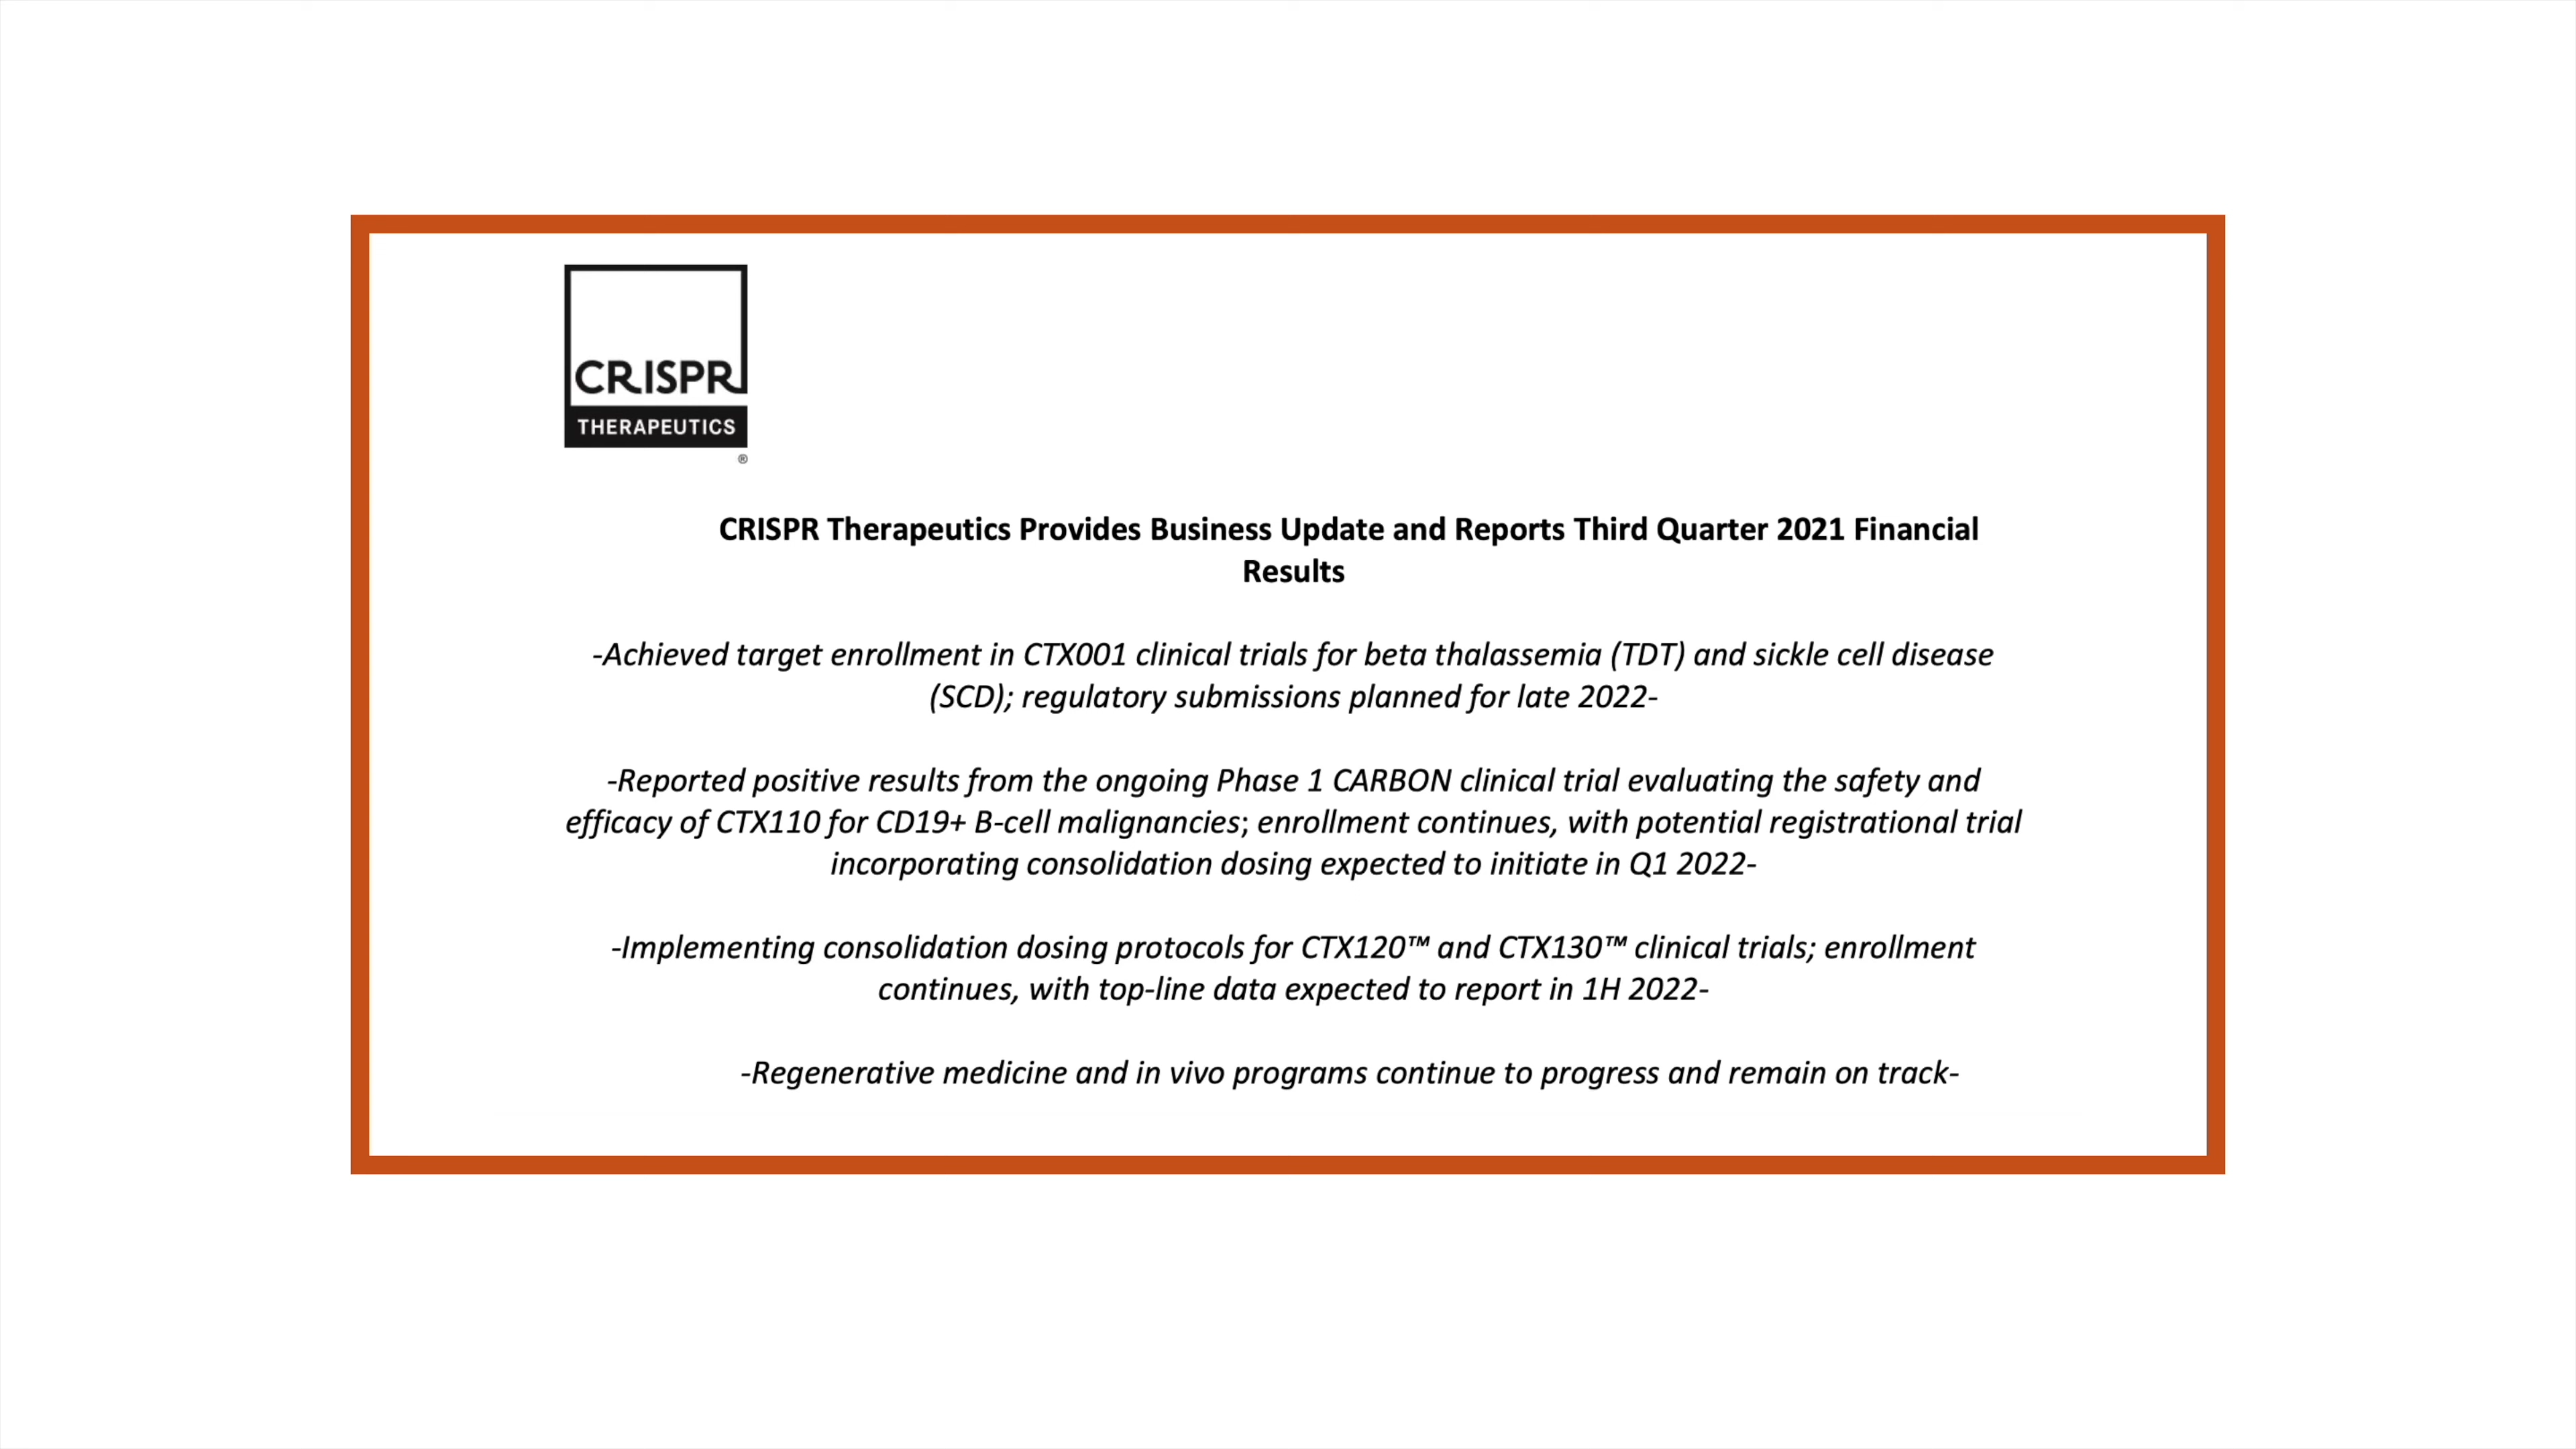 CRISPR
THERAPEUTICS
®
CRISPR Therapeutics Provides Business Update and Reports Third Quarter 2021 Financial
Results
-Achieved target enrollment in CTX001 clinical trials for beta thalassemia (TDT) and sickle cell disease
(SCD); regulatory submissions planned for late 2022-
-Reported positive results from the ongoing Phase 1 CARBON clinical trial evaluating the safety and
efficacy of CTX110 for CD19+ B-cell malignancies; enrollment continues, with potential registrational trial
incorporating consolidation dosing expected to initiate in Q1 2022-
-Implementing consolidation dosing protocols for CTX120™ and CTX130™ clinical trials; enrollment
continues, with top-line data expected to report in 1H 2022-
-Regenerative medicine and in vivo programs continue to progress and remain on track-